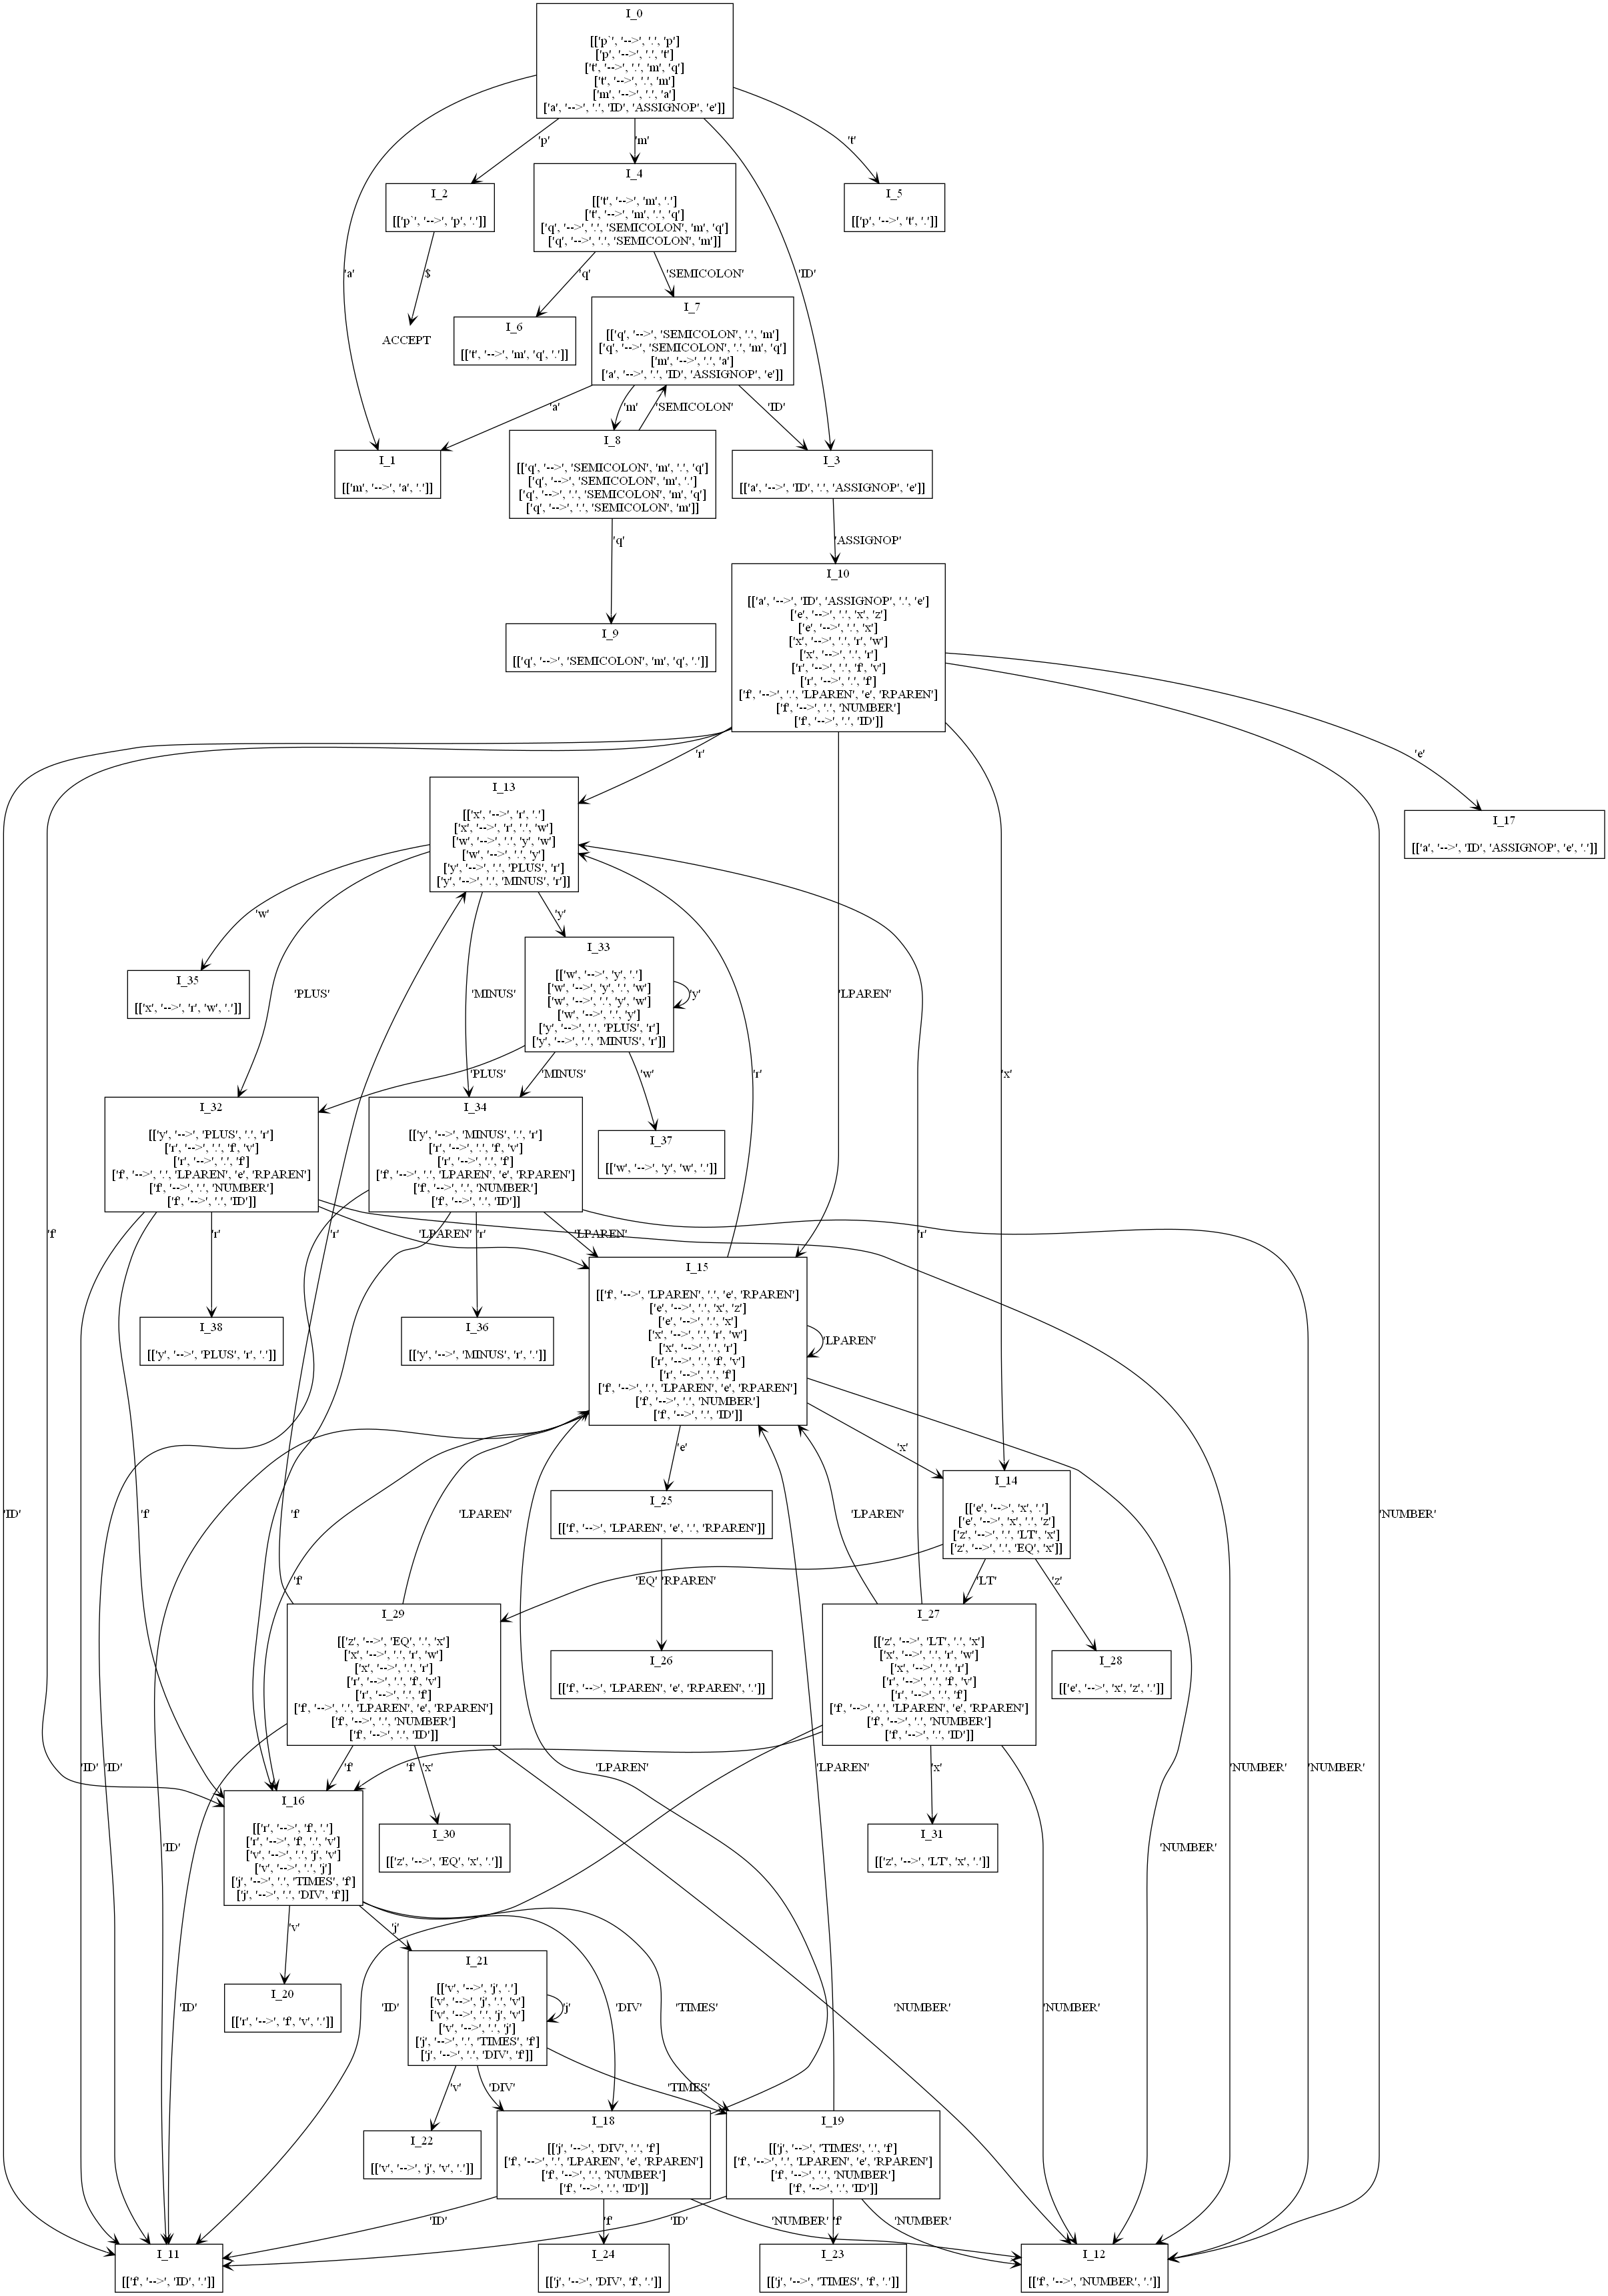 I_0
[['p`', '-->', '.', 'p']
['p', '-->', '.', 't']
['t', '-->', '.', 'm', 'q']
['t', '-->', '.', 'm']
['m', '-->', '.', 'a']
['a', '-->', '.', 'ID', 'ASSIGNOP', 'e']]
'p'
'm'
't'
I_2
[['p`', '-->', 'p', '.']]
I_4
[['t', '-->', 'm', '.']
['t', '-->', 'm', '.', 'q']
['q', '-->', '.', 'SEMICOLON', 'm', 'q']
['q', '-->', '.', 'SEMICOLON', 'm']]
I_5
[['p', '-->', 't', '.']]
'a'
$
'q'
'SEMICOLON'
'ID'
ACCEPT
I_6
[['t', '-->', 'm', 'q', '.']]
I_7
[['q', '-->', 'SEMICOLON', '.', 'm']
['q', '-->', 'SEMICOLON', '.', 'm', 'q']
['m', '-->', '.', 'a']
['a', '-->', '.', 'ID', 'ASSIGNOP', 'e']]
'a'
'm'
'SEMICOLON'
'ID'
I_1
[['m', '-->', 'a', '.']]
I_8
[['q', '-->', 'SEMICOLON', 'm', '.', 'q']
['q', '-->', 'SEMICOLON', 'm', '.']
['q', '-->', '.', 'SEMICOLON', 'm', 'q']
['q', '-->', '.', 'SEMICOLON', 'm']]
I_3
[['a', '-->', 'ID', '.', 'ASSIGNOP', 'e']]
'q'
'ASSIGNOP'
I_9
[['q', '-->', 'SEMICOLON', 'm', 'q', '.']]
I_10
[['a', '-->', 'ID', 'ASSIGNOP', '.', 'e']
['e', '-->', '.', 'x', 'z']
['e', '-->', '.', 'x']
['x', '-->', '.', 'r', 'w']
['x', '-->', '.', 'r']
['r', '-->', '.', 'f', 'v']
['r', '-->', '.', 'f']
['f', '-->', '.', 'LPAREN', 'e', 'RPAREN']
['f', '-->', '.', 'NUMBER']
['f', '-->', '.', 'ID']]
'r'
'e'
I_13
[['x', '-->', 'r', '.']
['x', '-->', 'r', '.', 'w']
['w', '-->', '.', 'y', 'w']
['w', '-->', '.', 'y']
['y', '-->', '.', 'PLUS', 'r']
['y', '-->', '.', 'MINUS', 'r']]
I_17
[['a', '-->', 'ID', 'ASSIGNOP', 'e', '.']]
'w'
'y'
I_35
[['x', '-->', 'r', 'w', '.']]
'PLUS'
'MINUS'
I_33
[['w', '-->', 'y', '.']
['w', '-->', 'y', '.', 'w']
['w', '-->', '.', 'y', 'w']
['w', '-->', '.', 'y']
['y', '-->', '.', 'PLUS', 'r']
['y', '-->', '.', 'MINUS', 'r']]
'y'
'LPAREN'
'PLUS'
'MINUS'
'w'
'r'
'x'
I_32
[['y', '-->', 'PLUS', '.', 'r']
['r', '-->', '.', 'f', 'v']
['r', '-->', '.', 'f']
['f', '-->', '.', 'LPAREN', 'e', 'RPAREN']
['f', '-->', '.', 'NUMBER']
['f', '-->', '.', 'ID']]
I_34
[['y', '-->', 'MINUS', '.', 'r']
['r', '-->', '.', 'f', 'v']
['r', '-->', '.', 'f']
['f', '-->', '.', 'LPAREN', 'e', 'RPAREN']
['f', '-->', '.', 'NUMBER']
['f', '-->', '.', 'ID']]
I_37
[['w', '-->', 'y', 'w', '.']]
'f'
'r'
'r'
'LPAREN'
'r'
'LPAREN'
'r'
I_38
[['y', '-->', 'PLUS', 'r', '.']]
I_36
[['y', '-->', 'MINUS', 'r', '.']]
I_15
[['f', '-->', 'LPAREN', '.', 'e', 'RPAREN']
['e', '-->', '.', 'x', 'z']
['e', '-->', '.', 'x']
['x', '-->', '.', 'r', 'w']
['x', '-->', '.', 'r']
['r', '-->', '.', 'f', 'v']
['r', '-->', '.', 'f']
['f', '-->', '.', 'LPAREN', 'e', 'RPAREN']
['f', '-->', '.', 'NUMBER']
['f', '-->', '.', 'ID']]
'LPAREN'
'e'
'x'
'ID'
'f'
'f'
'LPAREN'
I_25
[['f', '-->', 'LPAREN', 'e', '.', 'RPAREN']]
'LPAREN'
I_14
[['e', '-->', 'x', '.']
['e', '-->', 'x', '.', 'z']
['z', '-->', '.', 'LT', 'x']
['z', '-->', '.', 'EQ', 'x']]
'NUMBER'
'f'
'EQ'
'RPAREN'
'LT'
'z'
I_29
[['z', '-->', 'EQ', '.', 'x']
['x', '-->', '.', 'r', 'w']
['x', '-->', '.', 'r']
['r', '-->', '.', 'f', 'v']
['r', '-->', '.', 'f']
['f', '-->', '.', 'LPAREN', 'e', 'RPAREN']
['f', '-->', '.', 'NUMBER']
['f', '-->', '.', 'ID']]
I_26
[['f', '-->', 'LPAREN', 'e', 'RPAREN', '.']]
I_27
[['z', '-->', 'LT', '.', 'x']
['x', '-->', '.', 'r', 'w']
['x', '-->', '.', 'r']
['r', '-->', '.', 'f', 'v']
['r', '-->', '.', 'f']
['f', '-->', '.', 'LPAREN', 'e', 'RPAREN']
['f', '-->', '.', 'NUMBER']
['f', '-->', '.', 'ID']]
I_28
[['e', '-->', 'x', 'z', '.']]
'ID'
'ID'
'f'
'f'
'x'
'LPAREN'
'LPAREN'
'x'
'NUMBER'
'NUMBER'
I_16
[['r', '-->', 'f', '.']
['r', '-->', 'f', '.', 'v']
['v', '-->', '.', 'j', 'v']
['v', '-->', '.', 'j']
['j', '-->', '.', 'TIMES', 'f']
['j', '-->', '.', 'DIV', 'f']]
'ID'
I_30
[['z', '-->', 'EQ', 'x', '.']]
I_31
[['z', '-->', 'LT', 'x', '.']]
'NUMBER'
'v'
'j'
I_20
[['r', '-->', 'f', 'v', '.']]
I_21
[['v', '-->', 'j', '.']
['v', '-->', 'j', '.', 'v']
['v', '-->', '.', 'j', 'v']
['v', '-->', '.', 'j']
['j', '-->', '.', 'TIMES', 'f']
['j', '-->', '.', 'DIV', 'f']]
'j'
'ID'
'ID'
'DIV'
'TIMES'
'NUMBER'
'NUMBER'
'v'
'DIV'
'TIMES'
I_22
[['v', '-->', 'j', 'v', '.']]
I_18
[['j', '-->', 'DIV', '.', 'f']
['f', '-->', '.', 'LPAREN', 'e', 'RPAREN']
['f', '-->', '.', 'NUMBER']
['f', '-->', '.', 'ID']]
I_19
[['j', '-->', 'TIMES', '.', 'f']
['f', '-->', '.', 'LPAREN', 'e', 'RPAREN']
['f', '-->', '.', 'NUMBER']
['f', '-->', '.', 'ID']]
'ID'
'f'
'ID'
'NUMBER'
'f'
'NUMBER'
I_11
[['f', '-->', 'ID', '.']]
I_24
[['j', '-->', 'DIV', 'f', '.']]
I_23
[['j', '-->', 'TIMES', 'f', '.']]
I_12
[['f', '-->', 'NUMBER', '.']]